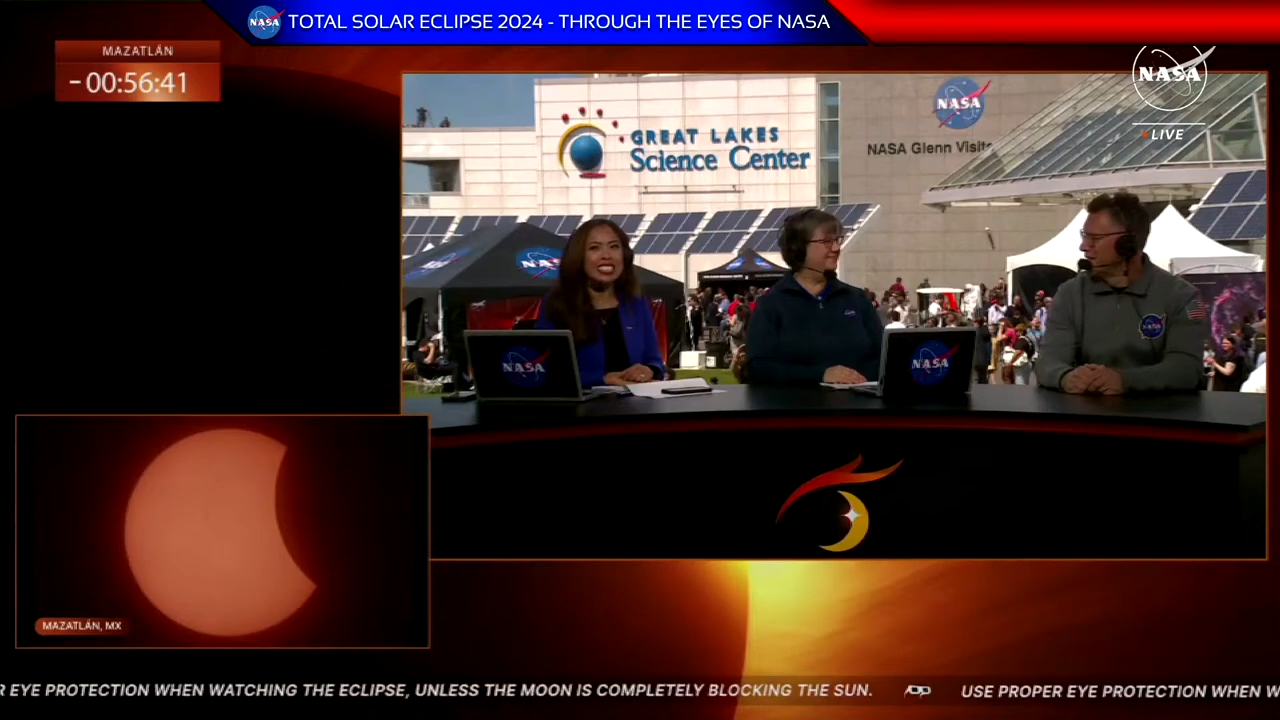 NASA TOTAL SOLAR ECLIPSE 2024 - THROUGH THE EYES OF NASA
MAZATLÁN
-00:56:41
NASA
LIVE
GREAT LAKES
Science Center
NASA
NASA Glenn Visito
NASA
NASA
NASA
MAZATLÁN, MX
R EYE PROTECTION WHEN WATCHING THE ECLIPSE, UNLESS THE MOON IS COMPLETELY BLOCKING THE SUN. USE PROPER EYE PROTECTION WHEN W